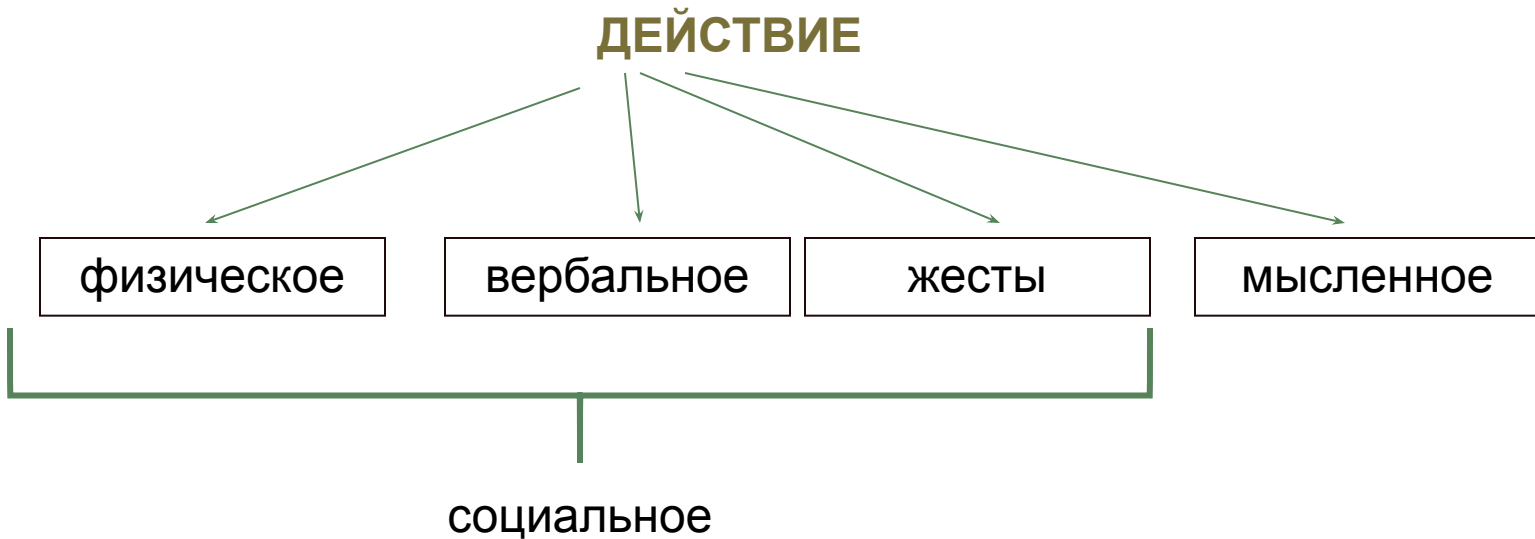 ДЕЙСТВИЕ
физическое
вербальное
жесты
мысленное
социальное